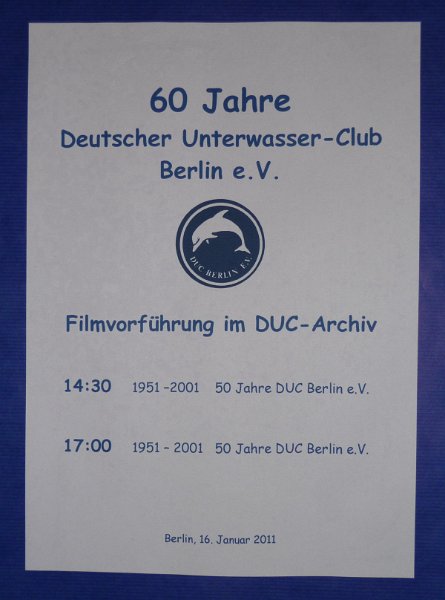 60 Jahre
Deutscher Unterwasser-Club
Berlin e.V.
DUC BERLIN E.V.
Filmvorführung im DUC-Archiv
14:30 1951 -2001 50 Jahre DUC Berlin e.V.
17:00 1951 - 2001 50 Jahre DUC Berlin e.V.
Berlin, 16. Januar 2011